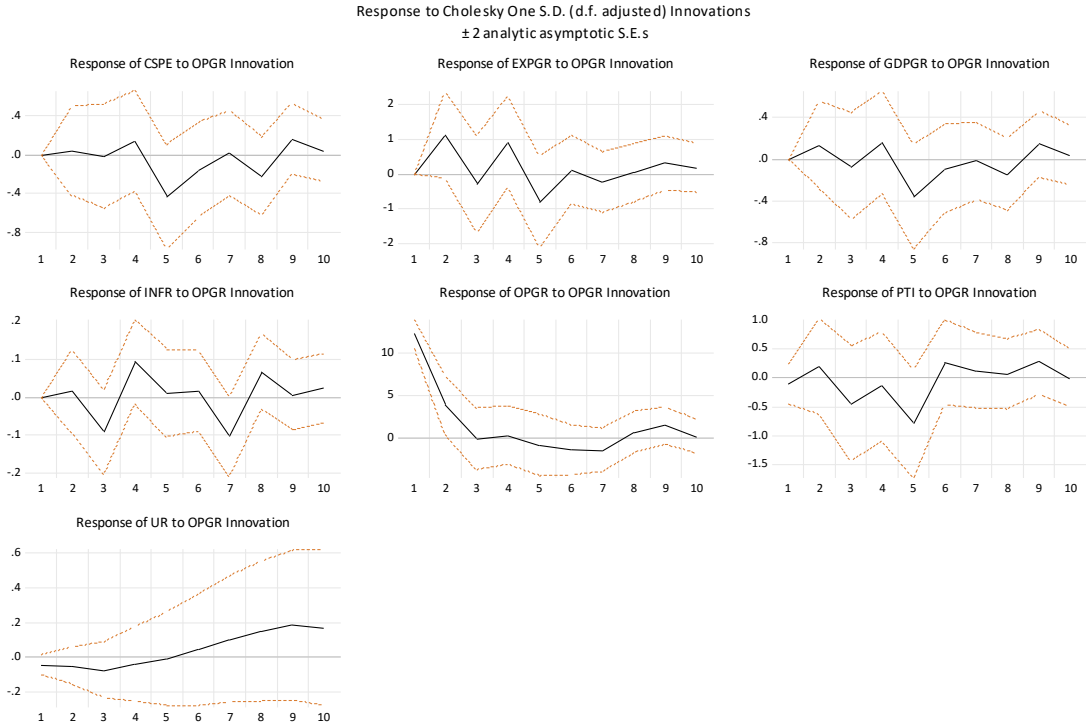 Response to Cholesky One S.D. (d.f. adjusted) Innovations
± 2 analytic asymptotic S.E.s
Response of CSPE to OPGR Innovation
.4
.0
-.4
-.8
1 2 3 4 5 6 7 8 9 10
Response of EXPGR to OPGR Innovation
2
1
0
-1
-2
1 2 3 4 5 6 7 8 9 10
Response of GDPGR to OPGR Innovation
.4
.0
-.4
-.8
1 2 3 4 5 6 7 8 9 10
Response of INFR to OPGR Innovation
.2
.1
.0
-.1
-.2
1 2 3 4 5 6 7 8 9 10
Response of OPGR to OPGR Innovation
10
5
0
1 2 3 4 5 6 7 8 9 10
Response of PTI to OPGR Innovation
1.0
0.5
0.0
-0.5
-1.0
-1.5
1 2 3 4 5 6 7 8 9 10
Response of UR to OPGR Innovation
.6
.4
.2
.0
-.2
1 2 3 4 5 6 7 8 9 10